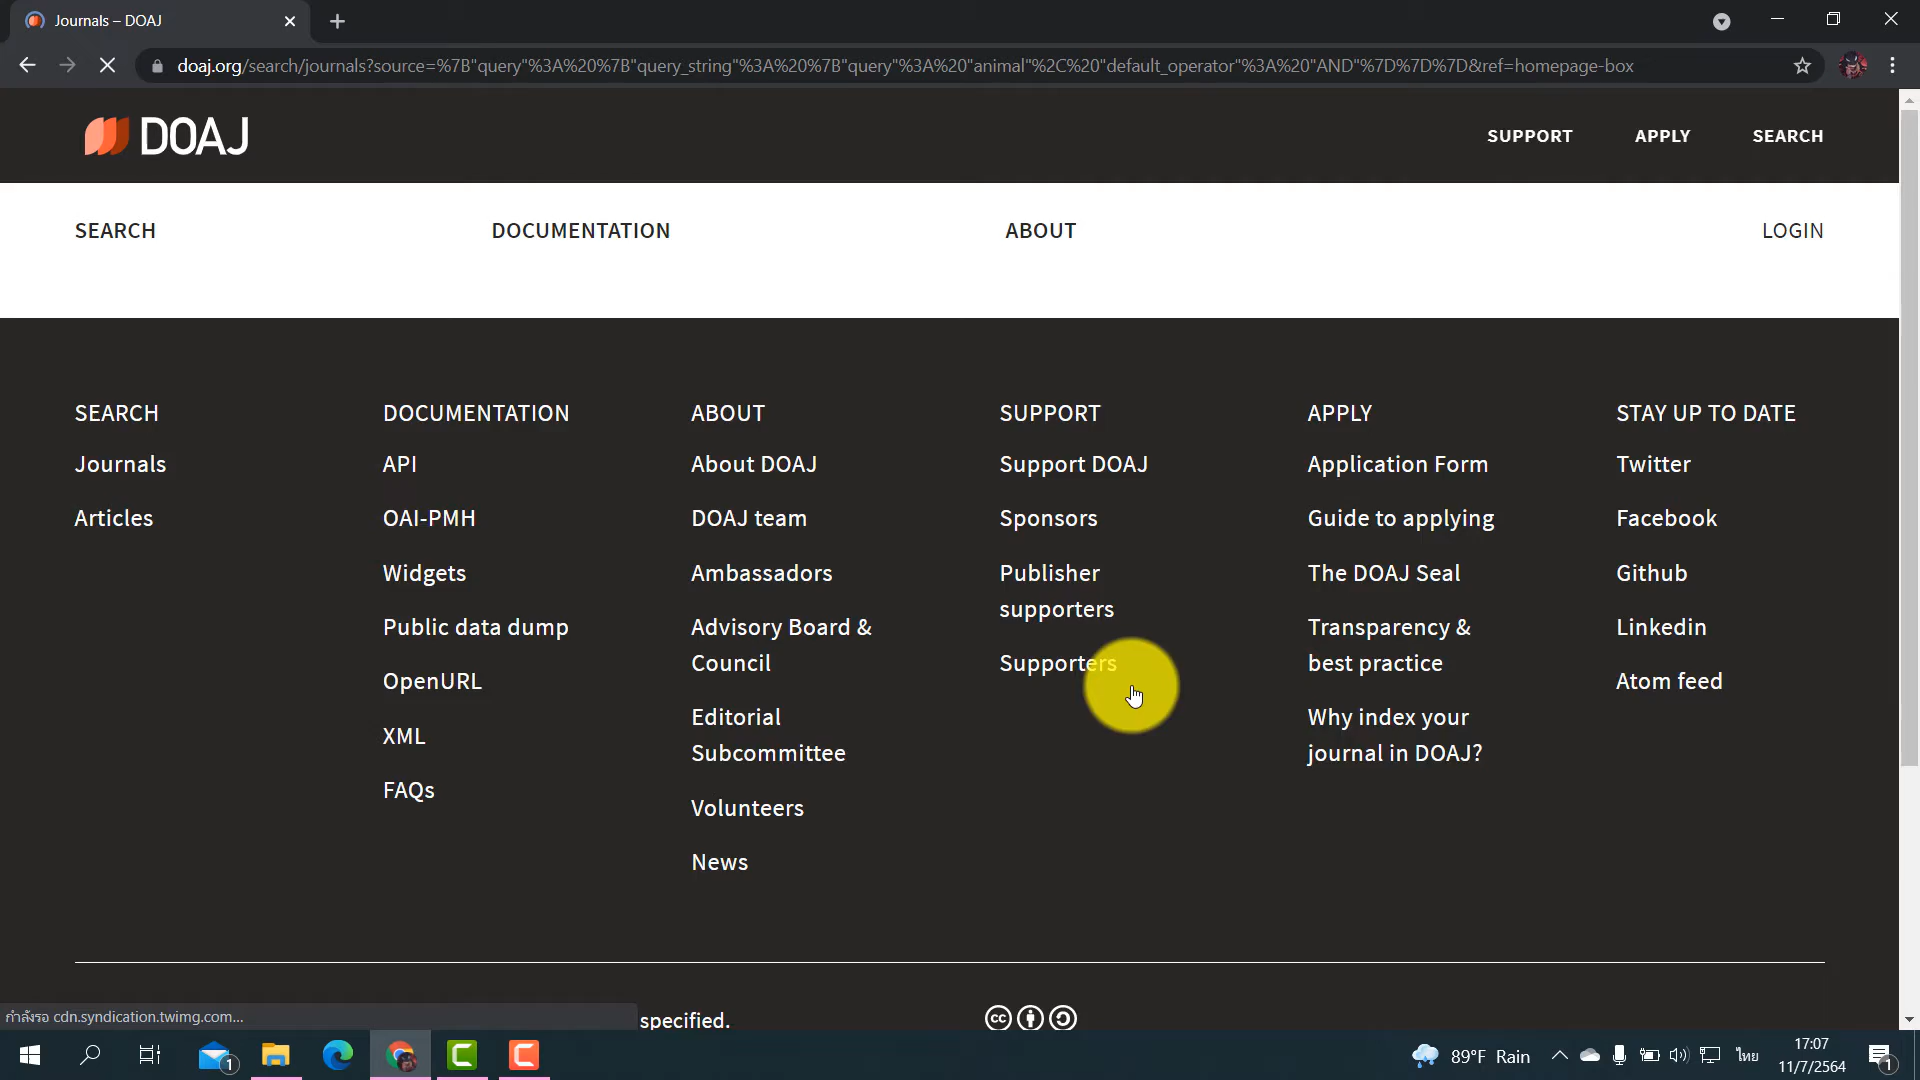 Journals – DOAJ
doaj.org/search/journals?source=%7B"query"%3A%20%7B"query_string"%3A%20%7B"query"%3A%20"animal"%2C%20"default_operator"%3A%20"AND"%7D%7D%7D&ref=homepage-box
DOAJ
SUPPORT APPLY SEARCH
SEARCH DOCUMENTATION ABOUT LOGIN
SEARCH
Journals
Articles
DOCUMENTATION
API
OAI-PMH
Widgets
Public data dump
OpenURL
XML
FAQs
ABOUT
About DOAJ
DOAJ team
Ambassadors
Advisory Board &
Council
Editorial
Subcommittee
Volunteers
News
SUPPORT
Support DOAJ
Sponsors
Publisher
supporters
Supporters
APPLY
Application Form
Guide to applying
The DOAJ Seal
Transparency &
best practice
Why index your
journal in DOAJ?
STAY UP TO DATE
Twitter
Facebook
Github
Linkedin
Atom feed
กำลังรอ cdn.syndication.twimg.com...
specified.
cc
1
89°F Rain
ไทย
17:07
11/7/2564
1